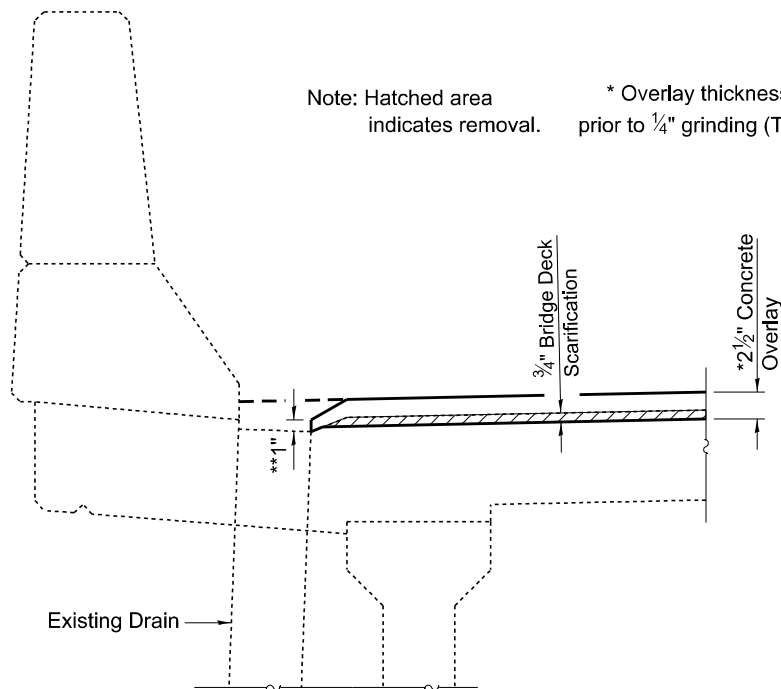 Note: Hatched area
indicates removal.
* Overlay thickness
prior to ¼" grinding (T
¾" Bridge Deck
Scarification
*2½" Concrete
Overlay
**1"
Existing Drain